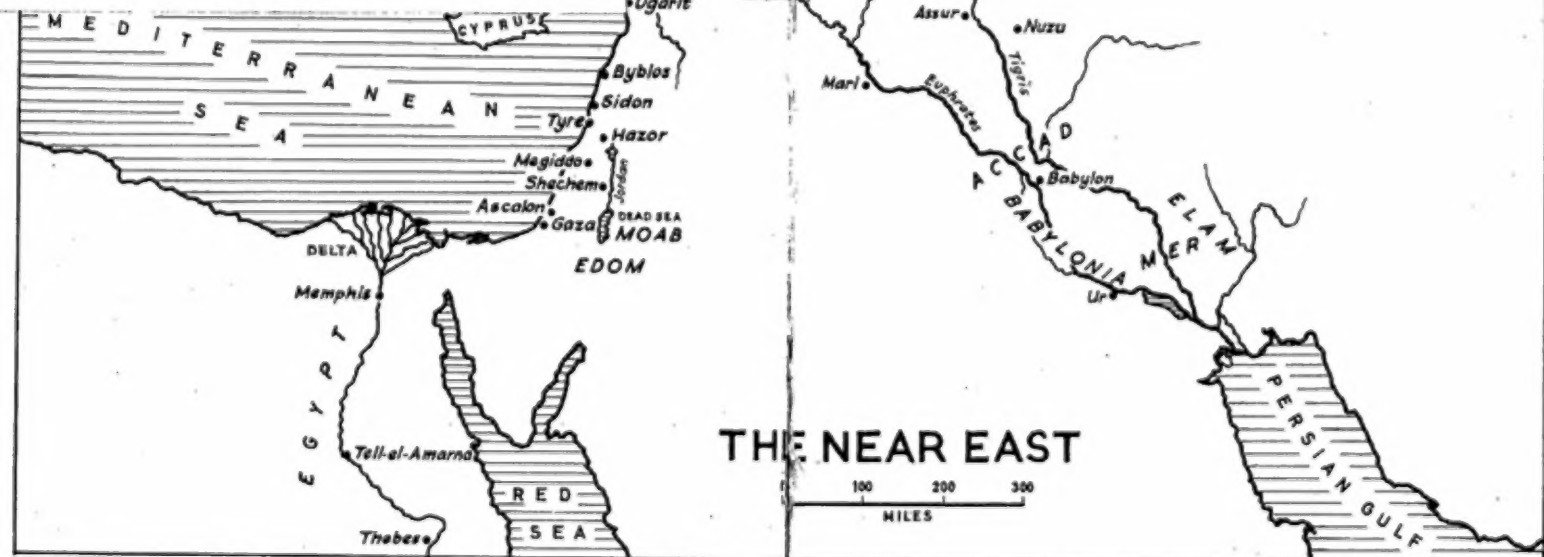 Ugarit
CYPRUS
MEDITERRANEAN
SEA
Byblos
Sidon
Tyre
Hazor
Megiddo
Jordan
Shechem
Ascalon
DEAD SEA
Gaza
MOAB
EDOM
DELTA
Memphis
EGYPT
Tell-el-Amarna
Thebes
RED
SEA
Assur
Nuzu
Tigris
Mari
Euphrates
ACCAD
Babylon
BABYLONIA
ELAM
MER
Ur
PERSIAN GULF
THE NEAR EAST
100 200 300
MILES